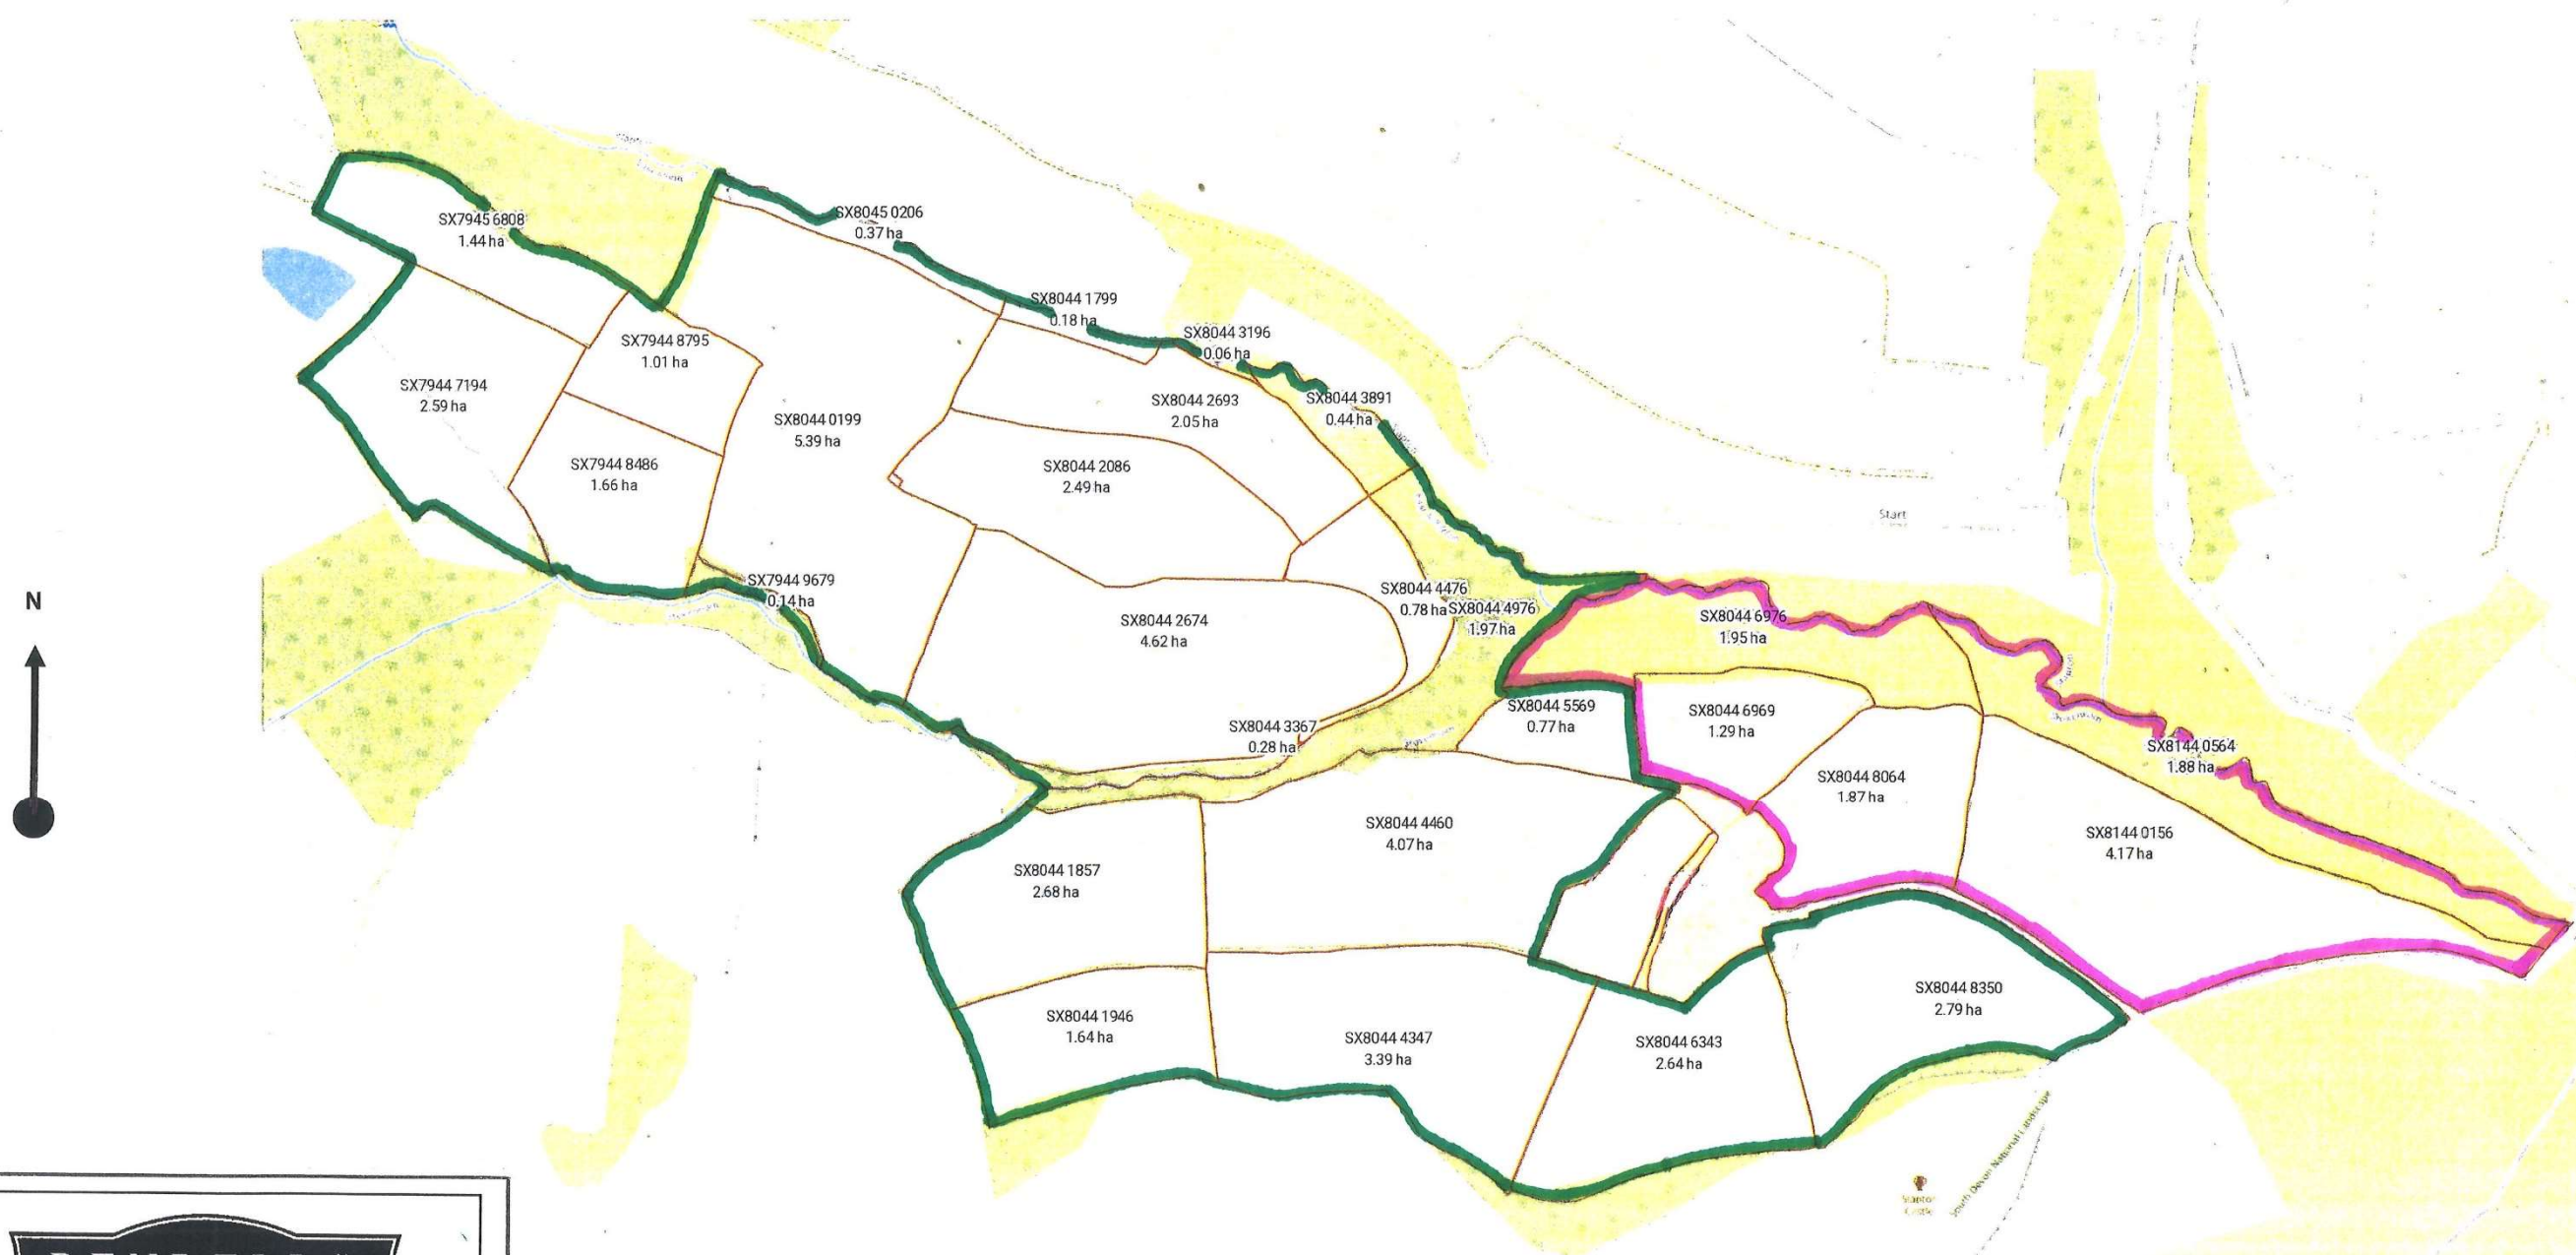 SX7945 6808
1.44 ha
SX8045 0206
0.37 ha
SX8044 1799
0.18 ha
SX8044 3196
0.06 ha
SX7944 8795
1.01 ha
SX7944 7194
2.59 ha
SX8044 0199
5.39 ha
SX8044 2693
2.05 ha
SX8044 3891
0.44 ha
SX7944 8486
1.66 ha
SX8044 2086
2.49 ha
Start
SX7944 9679
0.14 ha
SX8044 2674
4.62 ha
SX8044 4476
0.78 ha
SX8044 4976
1.97 ha
SX8044 6976
1.95 ha
N
SX8044 3367
0.28 ha
SX8044 5569
0.77 ha
SX8044 6969
1.29 ha
SX8044 8064
1.87 ha
SX8144 0564
1.88 ha
SX8144 0156
4.17 ha
SX8044 4460
4.07 ha
SX8044 1857
2.68 ha
SX8044 1946
1.64 ha
SX8044 4347
3.39 ha
SX8044 6343
2.64 ha
SX8044 8350
2.79 ha
South Devon National Landscape
Castle